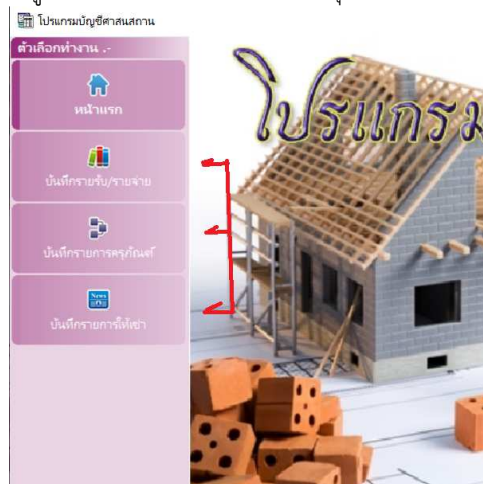 โปรแกรมบัญชีศาสนสถาน
ตัวเลือกทำงาน .-
หน้าแรก
บันทึกรายรับ/รายจ่าย
บันทึกรายการครุภัณฑ์
News
บันทึกรายการให้เช่า
โปรแกรม